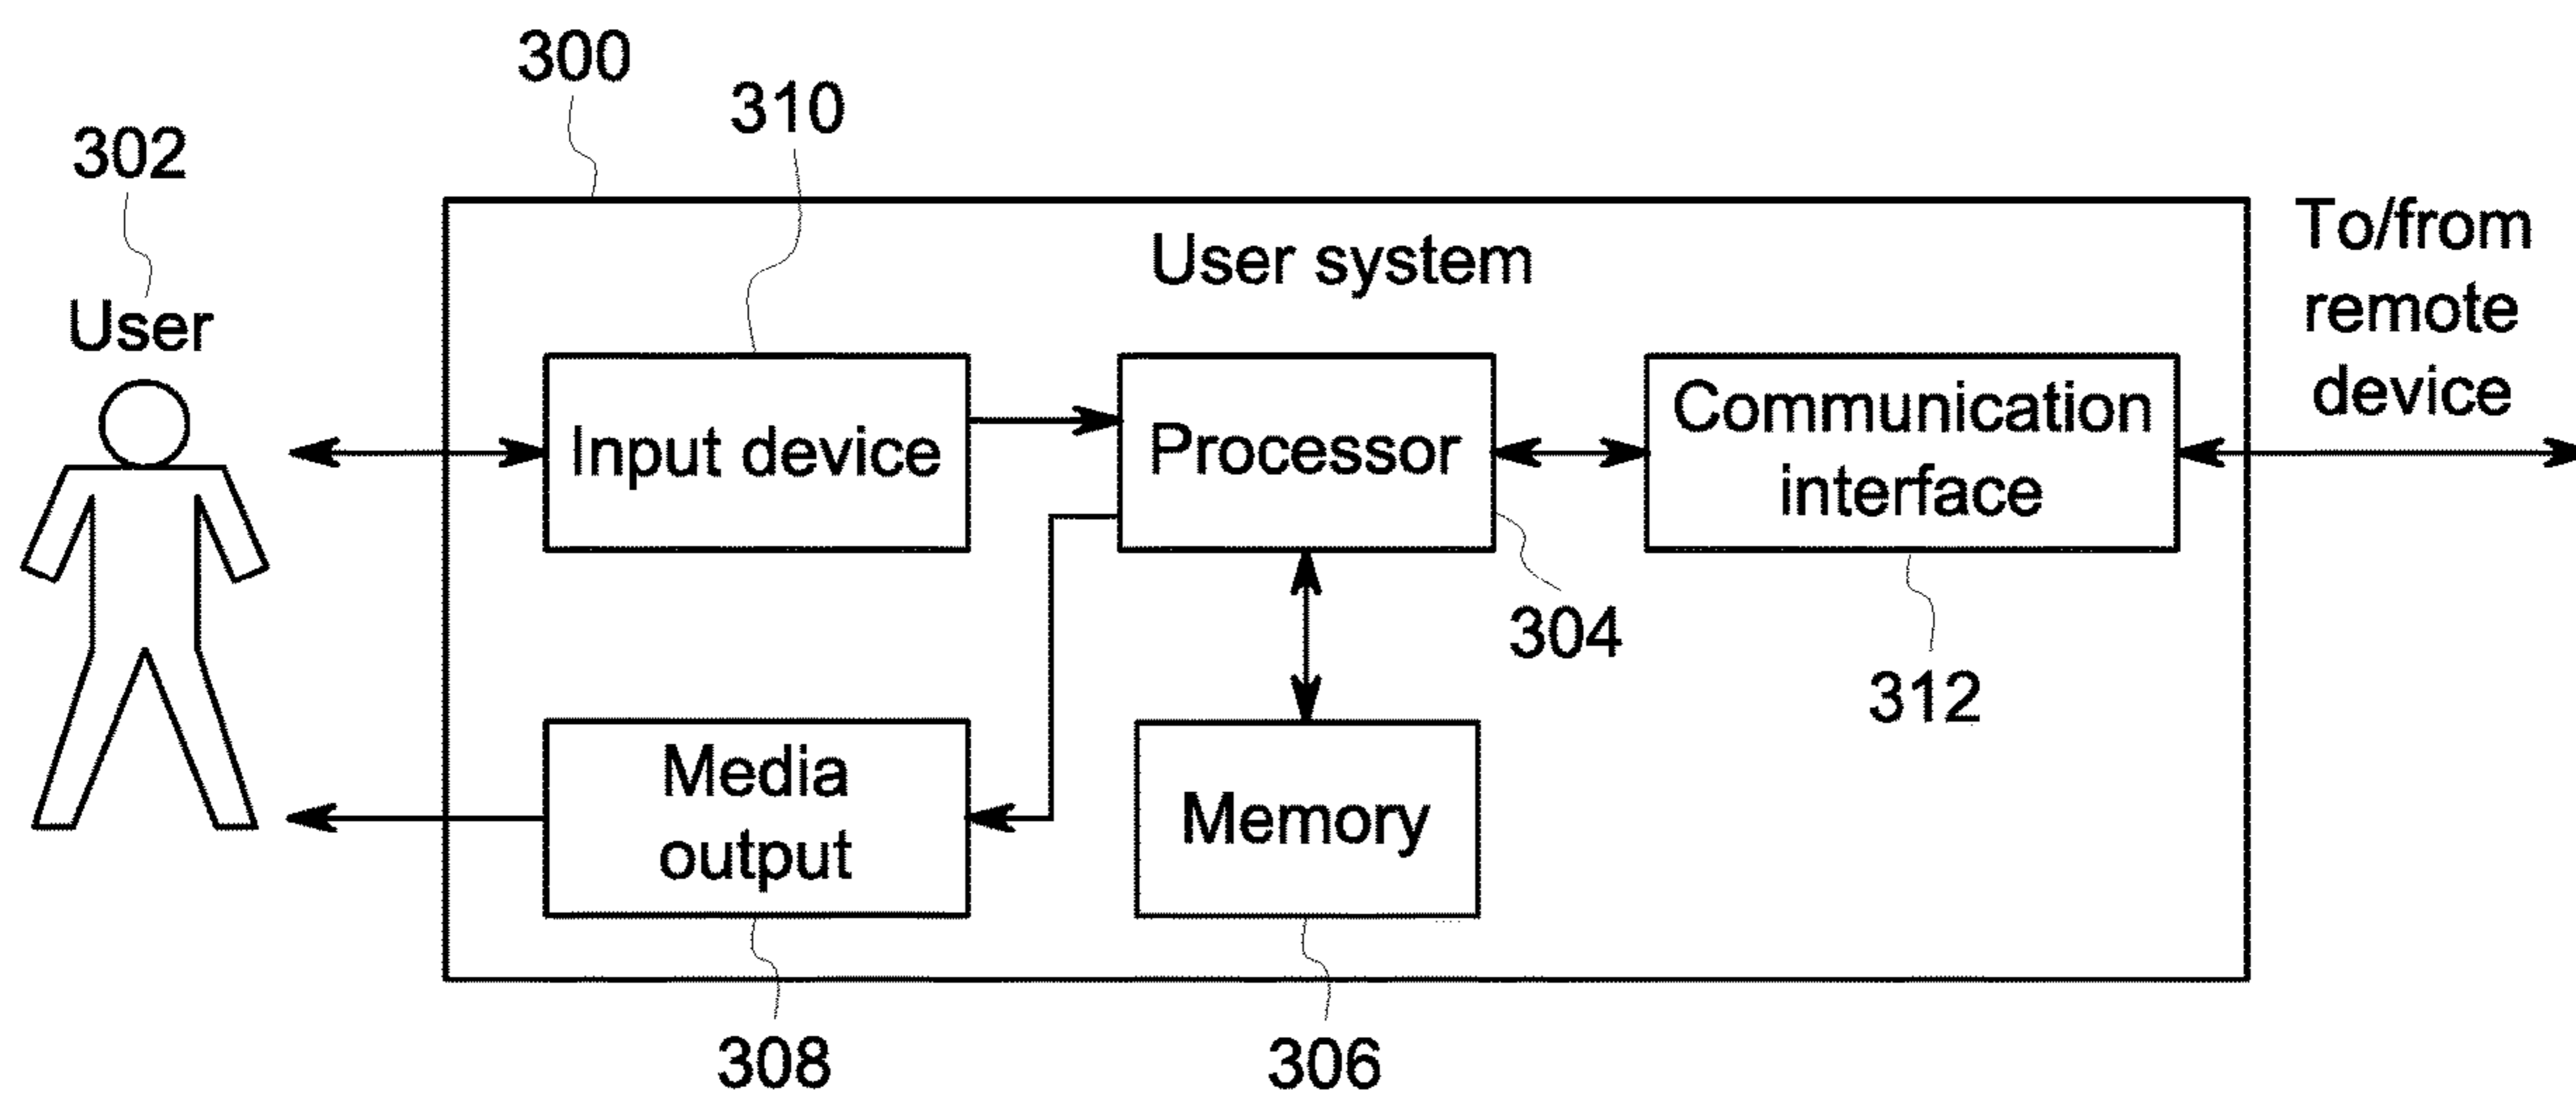 300
310
302
User system
To/from
remote
device
User
Input device
Processor
Communication
interface
304
312
Media
output
Memory
308
306